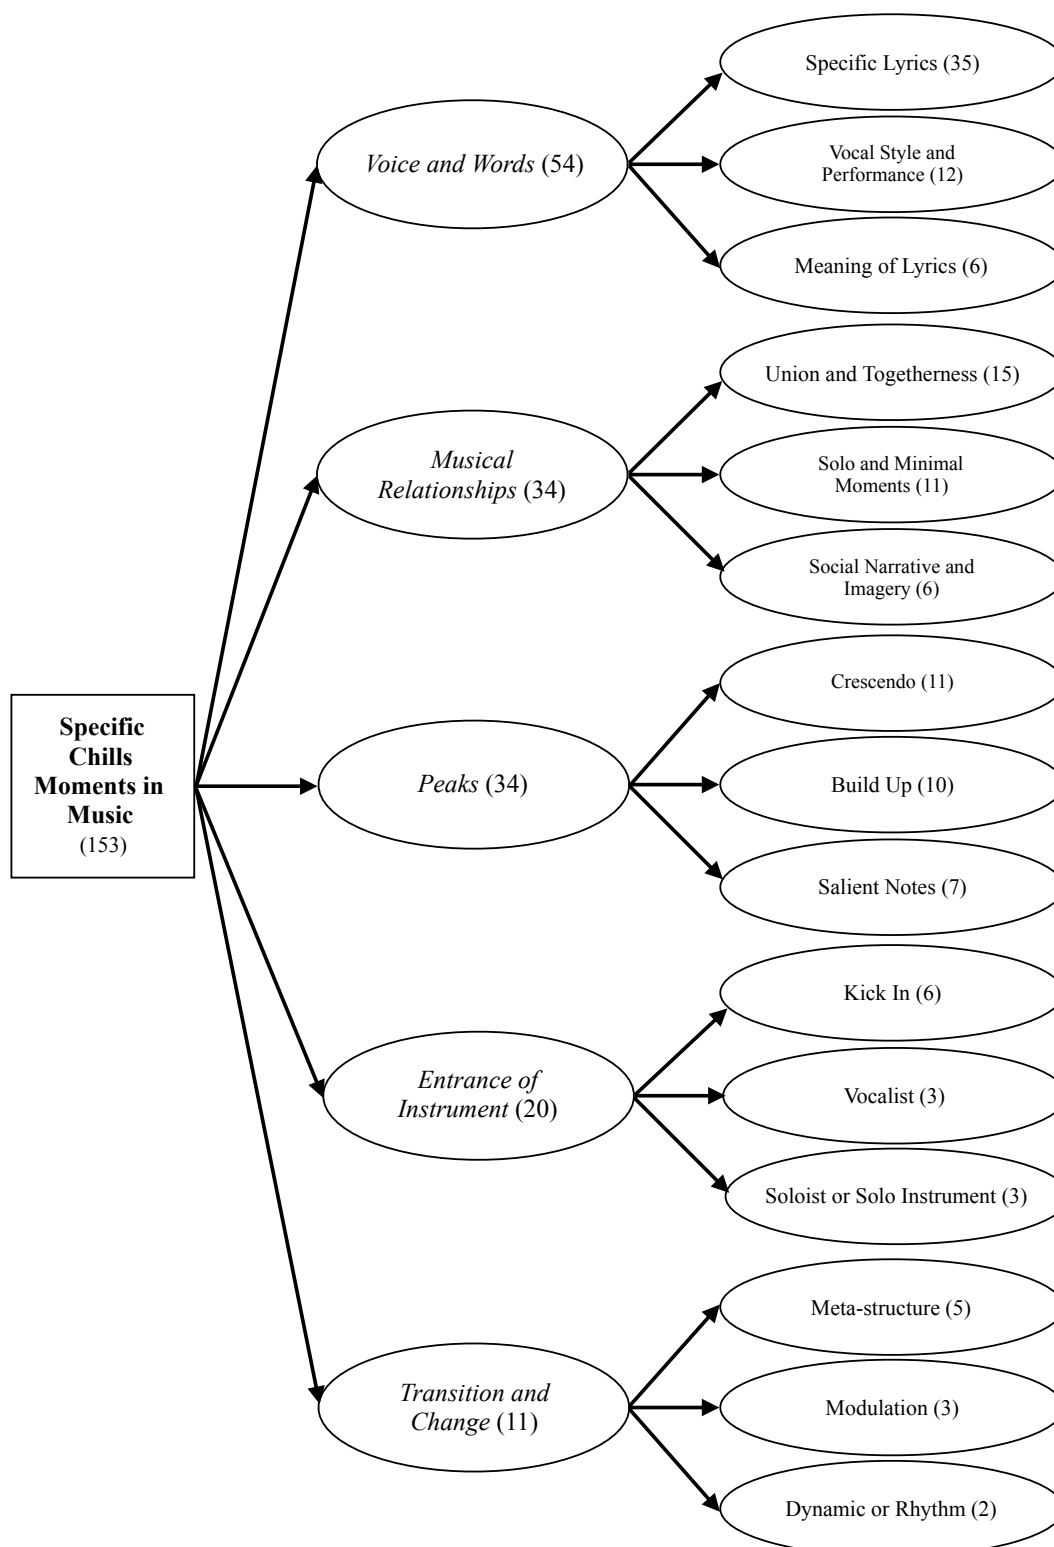 Specific
Chills
Moments in
Music
(153)
Voice and Words (54)
Specific Lyrics (35)
Vocal Style and
Performance (12)
Meaning of Lyrics (6)
Musical
Relationships (34)
Union and Togetherness (15)
Solo and Minimal
Moments (11)
Social Narrative and
Imagery (6)
Peaks (34)
Crescendo (11)
Build Up (10)
Salient Notes (7)
Entrance of
Instrument (20)
Kick In (6)
Vocalist (3)
Soloist or Solo Instrument (3)
Transition and
Change (11)
Meta-structure (5)
Modulation (3)
Dynamic or Rhythm (2)